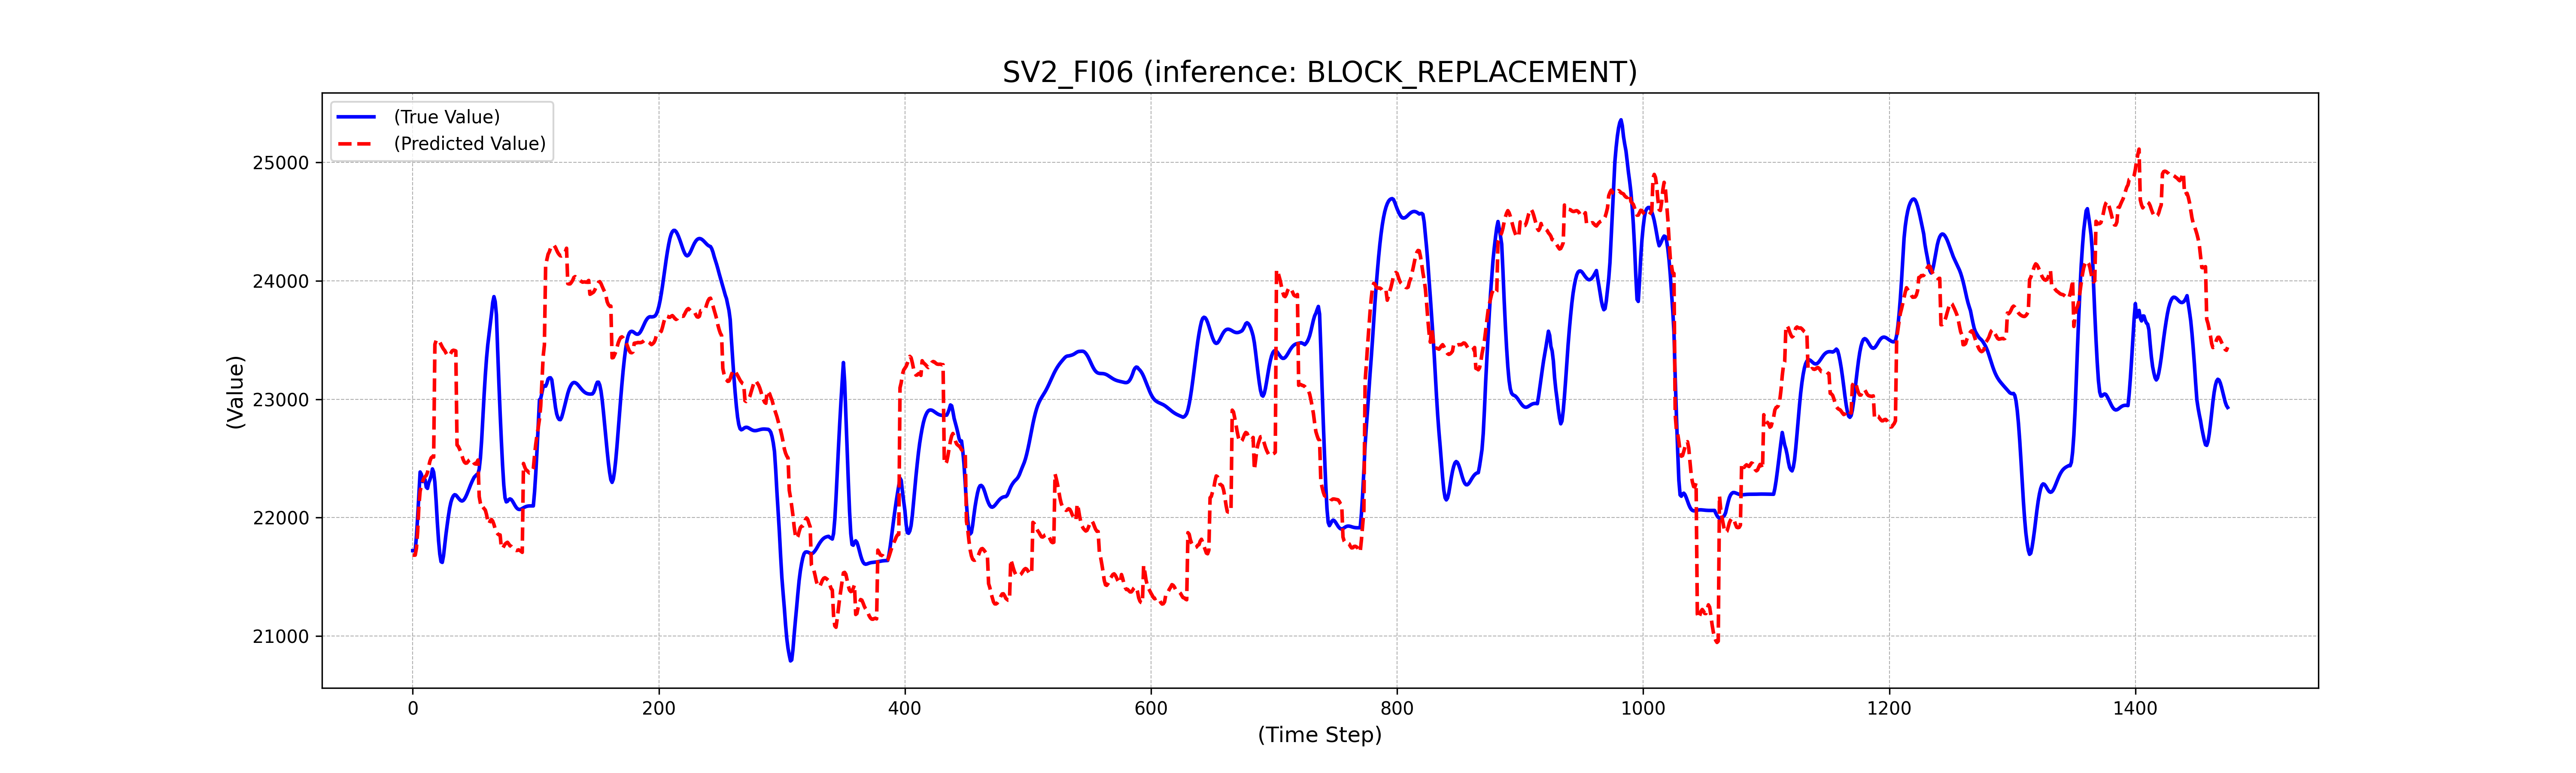 SV2_FI06 (inference: BLOCK_REPLACEMENT)
(True Value)
(Predicted Value)
25000
24000
23000
22000
21000
(Value)
0 200 400 600 800 1000 1200 1400
(Time Step)